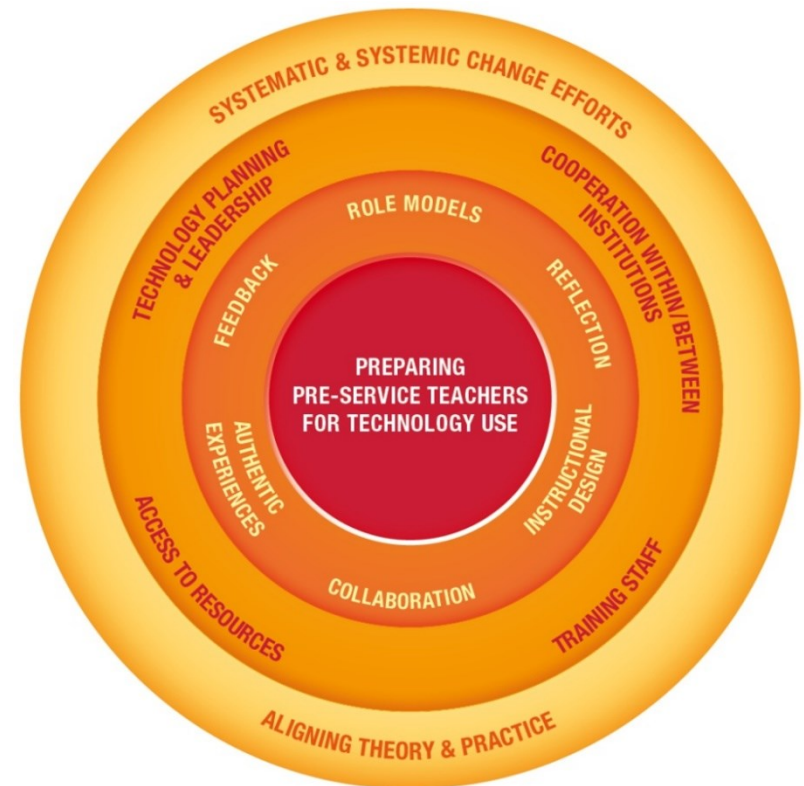 SYSTEMATIC & SYSTEMIC CHANGE EFFORTS
TECHNOLOGY PLANNING
& LEADERSHIP
COOPERATION WITHIN/BETWEEN
INSTITUTIONS
ROLE MODELS
FEEDBACK
REFLECTION
PREPARING
PRE-SERVICE TEACHERS
FOR TECHNOLOGY USE
AUTHENTIC
EXPERIENCES
INSTRUCTIONAL
DESIGN
COLLABORATION
ACCESS TO RESOURCES
TRAINING STAFF
ALIGNING THEORY & PRACTICE